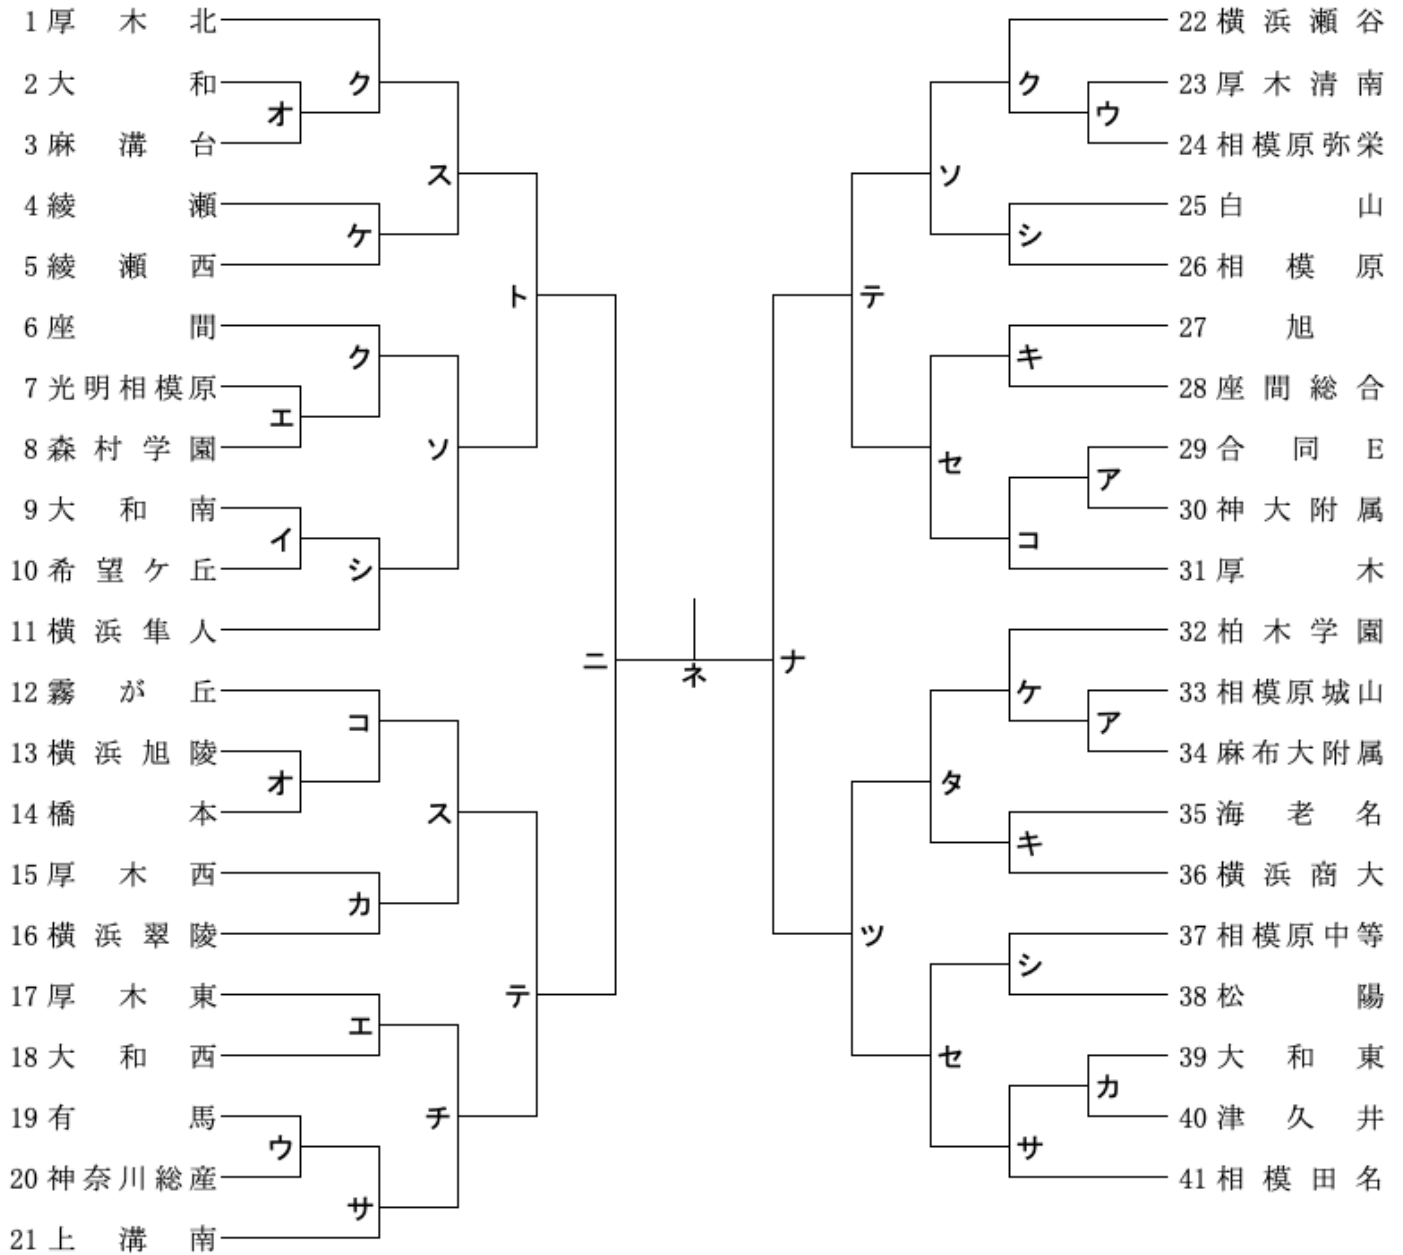 1 厚木北
2 大和
3 麻溝台
4 綾瀬
5 綾瀬西
6 座間
7 光明相模原
8 森村学園
9 大和南
10 希望ケ丘
11 横浜隼人
12 霧が丘
13 横浜旭陵
14 橋本
15 厚木西
16 横浜翠陵
17 厚木東
18 大和西
19 有馬
20 神奈川総産
21 上溝南
オ
エ
イ
オ
ウ
ク
ケ
ク
シ
コ
カ
エ
サ
ス
ソ
ス
チ
ト
テ
ニ
ネ
ナ
テ
ツ
ソ
セ
タ
セ
ク
シ
キ
コ
ケ
キ
シ
サ
ウ
ア
ア
カ
22 横浜瀬谷
23 厚木清南
24 相模原弥栄
25 白山
26 相模原
27 旭
28 座間総合
29 合同E
30 神大附属
31 厚木
32 柏木学園
33 相模原城山
34 麻布大附属
35 海老名
36 横浜商大
37 相模原中等
38 松陽
39 大和東
40 津久井
41 相模田名